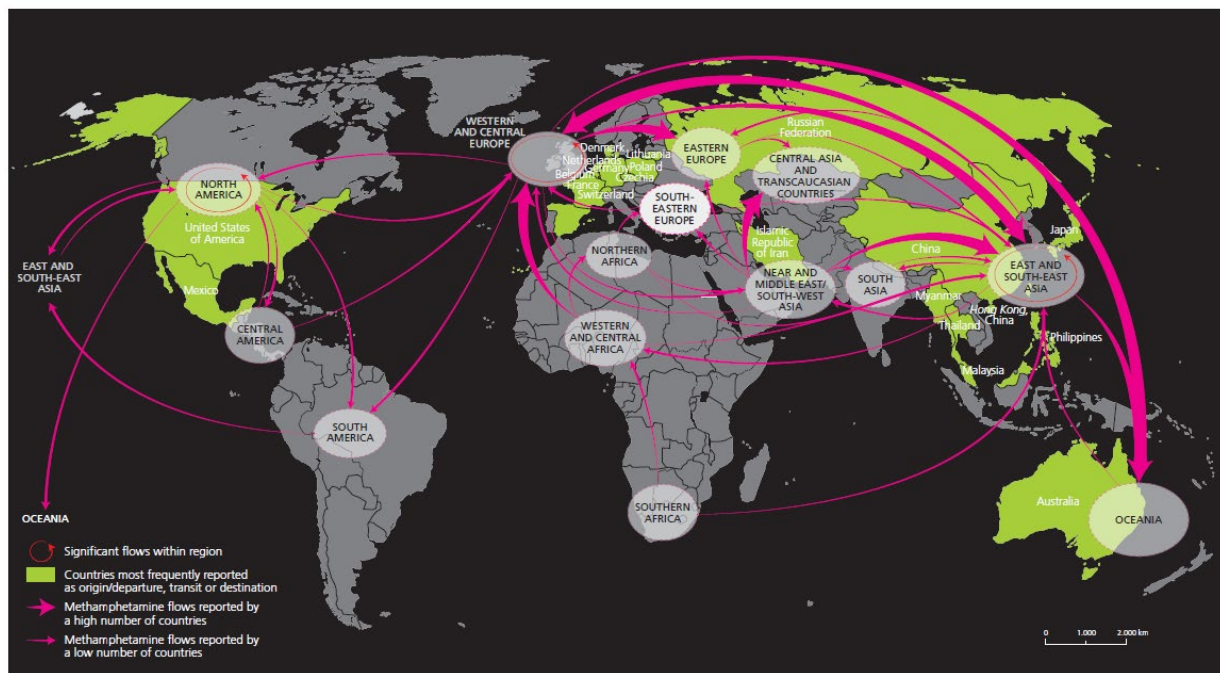 WESTERN
AND CENTRAL
EUROPE
Denmark
Netherlands
Germany
Belgium
France
Switzerland
Lithuania
Poland
Czechia
EASTERN
EUROPE
Russian
Federation
CENTRAL ASIA
AND
TRANSCAUCASIAN
COUNTRIES
NORTH
AMERICA
United States
of America
Mexico
SOUTH-
EASTERN
EUROPE
Islamic
Republic
of Iran
NORTHERN
AFRICA
NEAR AND
MIDDLE EAST/
SOUTH-WEST
ASIA
SOUTH
ASIA
China
Japan
EAST AND
SOUTH-EAST
ASIA
EAST AND
SOUTH-EAST
ASIA
Myanmar
Hong Kong,
China
Thailand
Philippines
Malaysia
CENTRAL
AMERICA
WESTERN
AND CENTRAL
AFRICA
SOUTH
AMERICA
SOUTHERN
AFRICA
Australia
OCEANIA
OCEANIA
Significant flows within region
Countries most frequently reported
as origin/departure, transit or destination
Methamphetamine flows reported by
a high number of countries
Methamphetamine flows reported by
a low number of countries
0 1.000 2.000 km